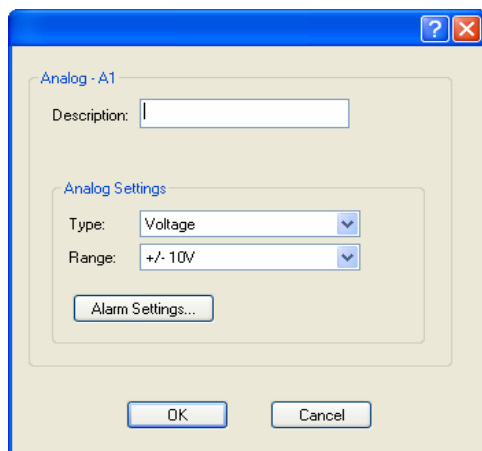 Analog - A1
Description:
Analog Settings
Type: Voltage
Range: +/- 10V
Alarm Settings...
OK Cancel